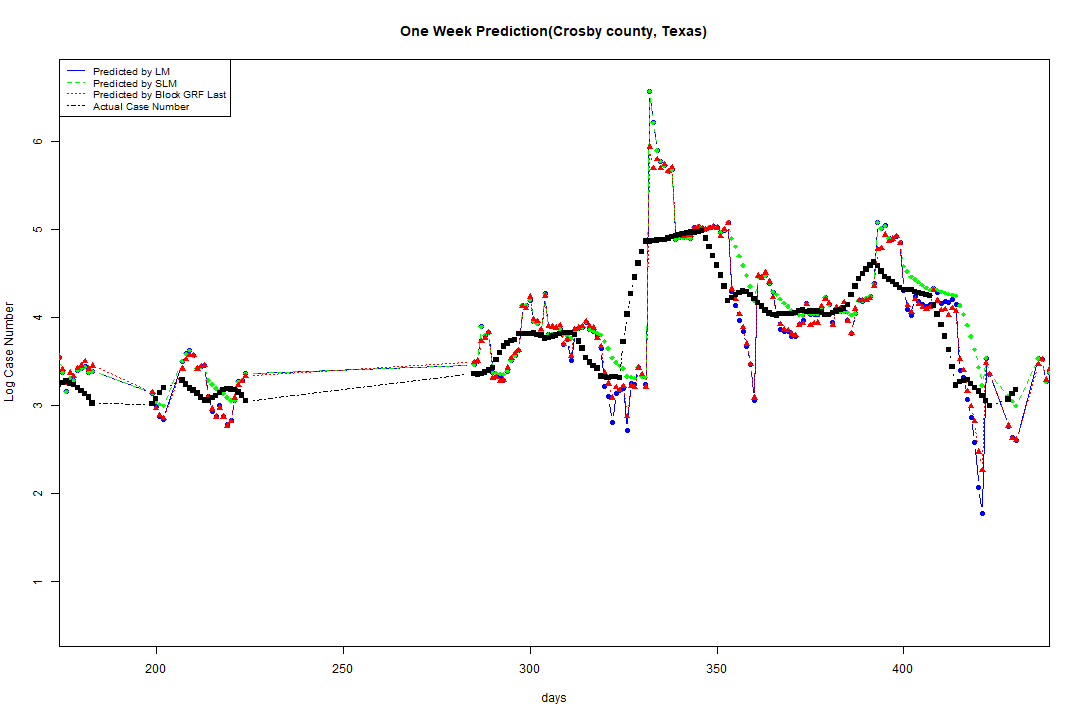 One Week Prediction(Crosby county, Texas)
Predicted by LM
Predicted by SLM
Predicted by Block GRF Last
Actual Case Number
Log Case Number
6
5
4
3
2
1
200 250 300 350 400
days